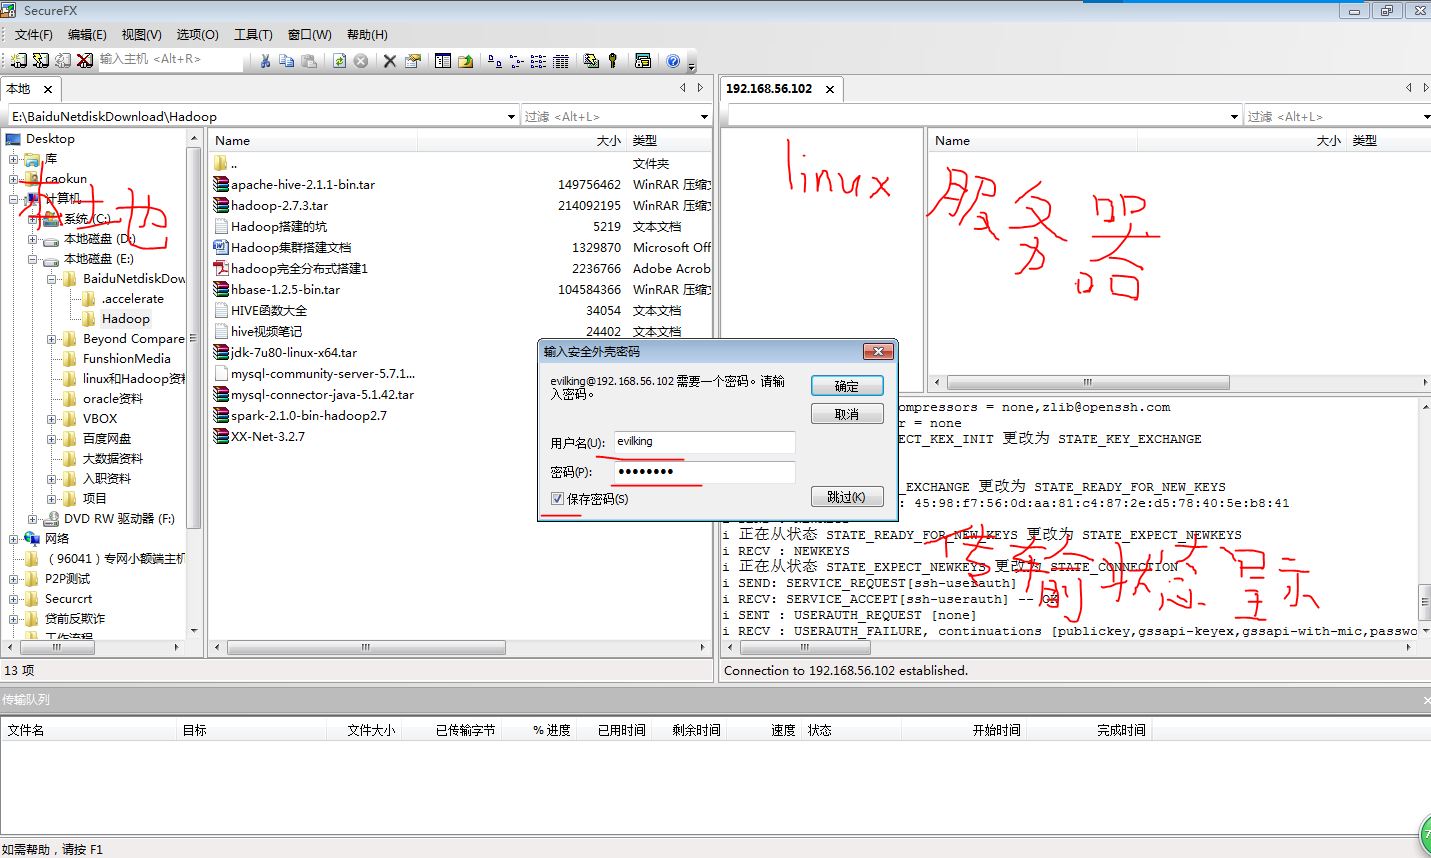 SecureFX
文件(F) 编辑(E) 视图(V) 选项(O) 工具(T) 窗口(W) 帮助(H)
输入主机 <Alt+R>
本地
E:\BaiduNetdiskDownload\Hadoop
过滤 <Alt+L>
Desktop
库
caokun
计算机
系统 (C:)
本地磁盘 (D:)
本地磁盘 (E:)
BaiduNetdiskDow
.accelerate
Hadoop
Beyond Compare
FunshionMedia
linux和Hadoop资料
oracle资料
VBOX
百度网盘
大数据资料
入职资料
项目
DVD RW 驱动器 (F:)
网络
（96041）专网小额端主机
P2P测试
Securcrt
贷前反欺诈
工作流程
本地
Name 大小 类型
.. 文件夹
apache-hive-2.1.1-bin.tar 149756462 WinRAR 压缩文
hadoop-2.7.3.tar 214092195 WinRAR 压缩文
Hadoop搭建的坑 5219 文本文档
Hadoop集群搭建文档 1329870 Microsoft Off
hadoop完全分布式搭建1 2236766 Adobe Acrob
hbase-1.2.5-bin.tar 104584366 WinRAR 压缩文
HIVE函数大全 34054 文本文档
hive视频笔记 24402 文本文档
jdk-7u80-linux-x64.tar
mysql-community-server-5.7.1...
mysql-connector-java-5.1.42.tar
spark-2.1.0-bin-hadoop2.7
XX-Net-3.2.7
13 项
192.168.56.102
过滤 <Alt+L>
Name 大小 类型
linux 服务器
输入安全外壳密码
evilking@192.168.56.102 需要一个密码。请输
入密码。
用户名(U): evilking
密码(P): ●●●●●●●●
保存密码(S)
确定
取消
跳过(K)
ompressors = none,zlib@openssh.com
r = none
CT_KEX_INIT 更改为 STATE_KEY_EXCHANGE
_EXCHANGE 更改为 STATE_READY_FOR_NEW_KEYS
: 45:98:f7:56:0d:aa:81:c4:87:2e:d5:78:40:5e:b8:41
i 正在从状态 STATE_READY_FOR_NEW_KEYS 更改为 STATE_EXPECT_NEWKEYS
i RECV : NEWKEYS
i 正在从状态 STATE_EXPECT_NEWKEYS 更改为 STATE_CONNECTION
i SEND: SERVICE_REQUEST[ssh-userauth]
i RECV: SERVICE_ACCEPT[ssh-userauth] -- OK
i SENT : USERAUTH_REQUEST [none]
i RECV : USERAUTH_FAILURE, continuations [publickey,gssapi-keyex,gssapi-with-mic,passwo
传输状态显示
Connection to 192.168.56.102 established.
传输队列
文件名 目标 文件大小 已传输字节 % 进度 已用时间 剩余时间 速度 状态 开始时间 完成时间
如需帮助，请按 F1